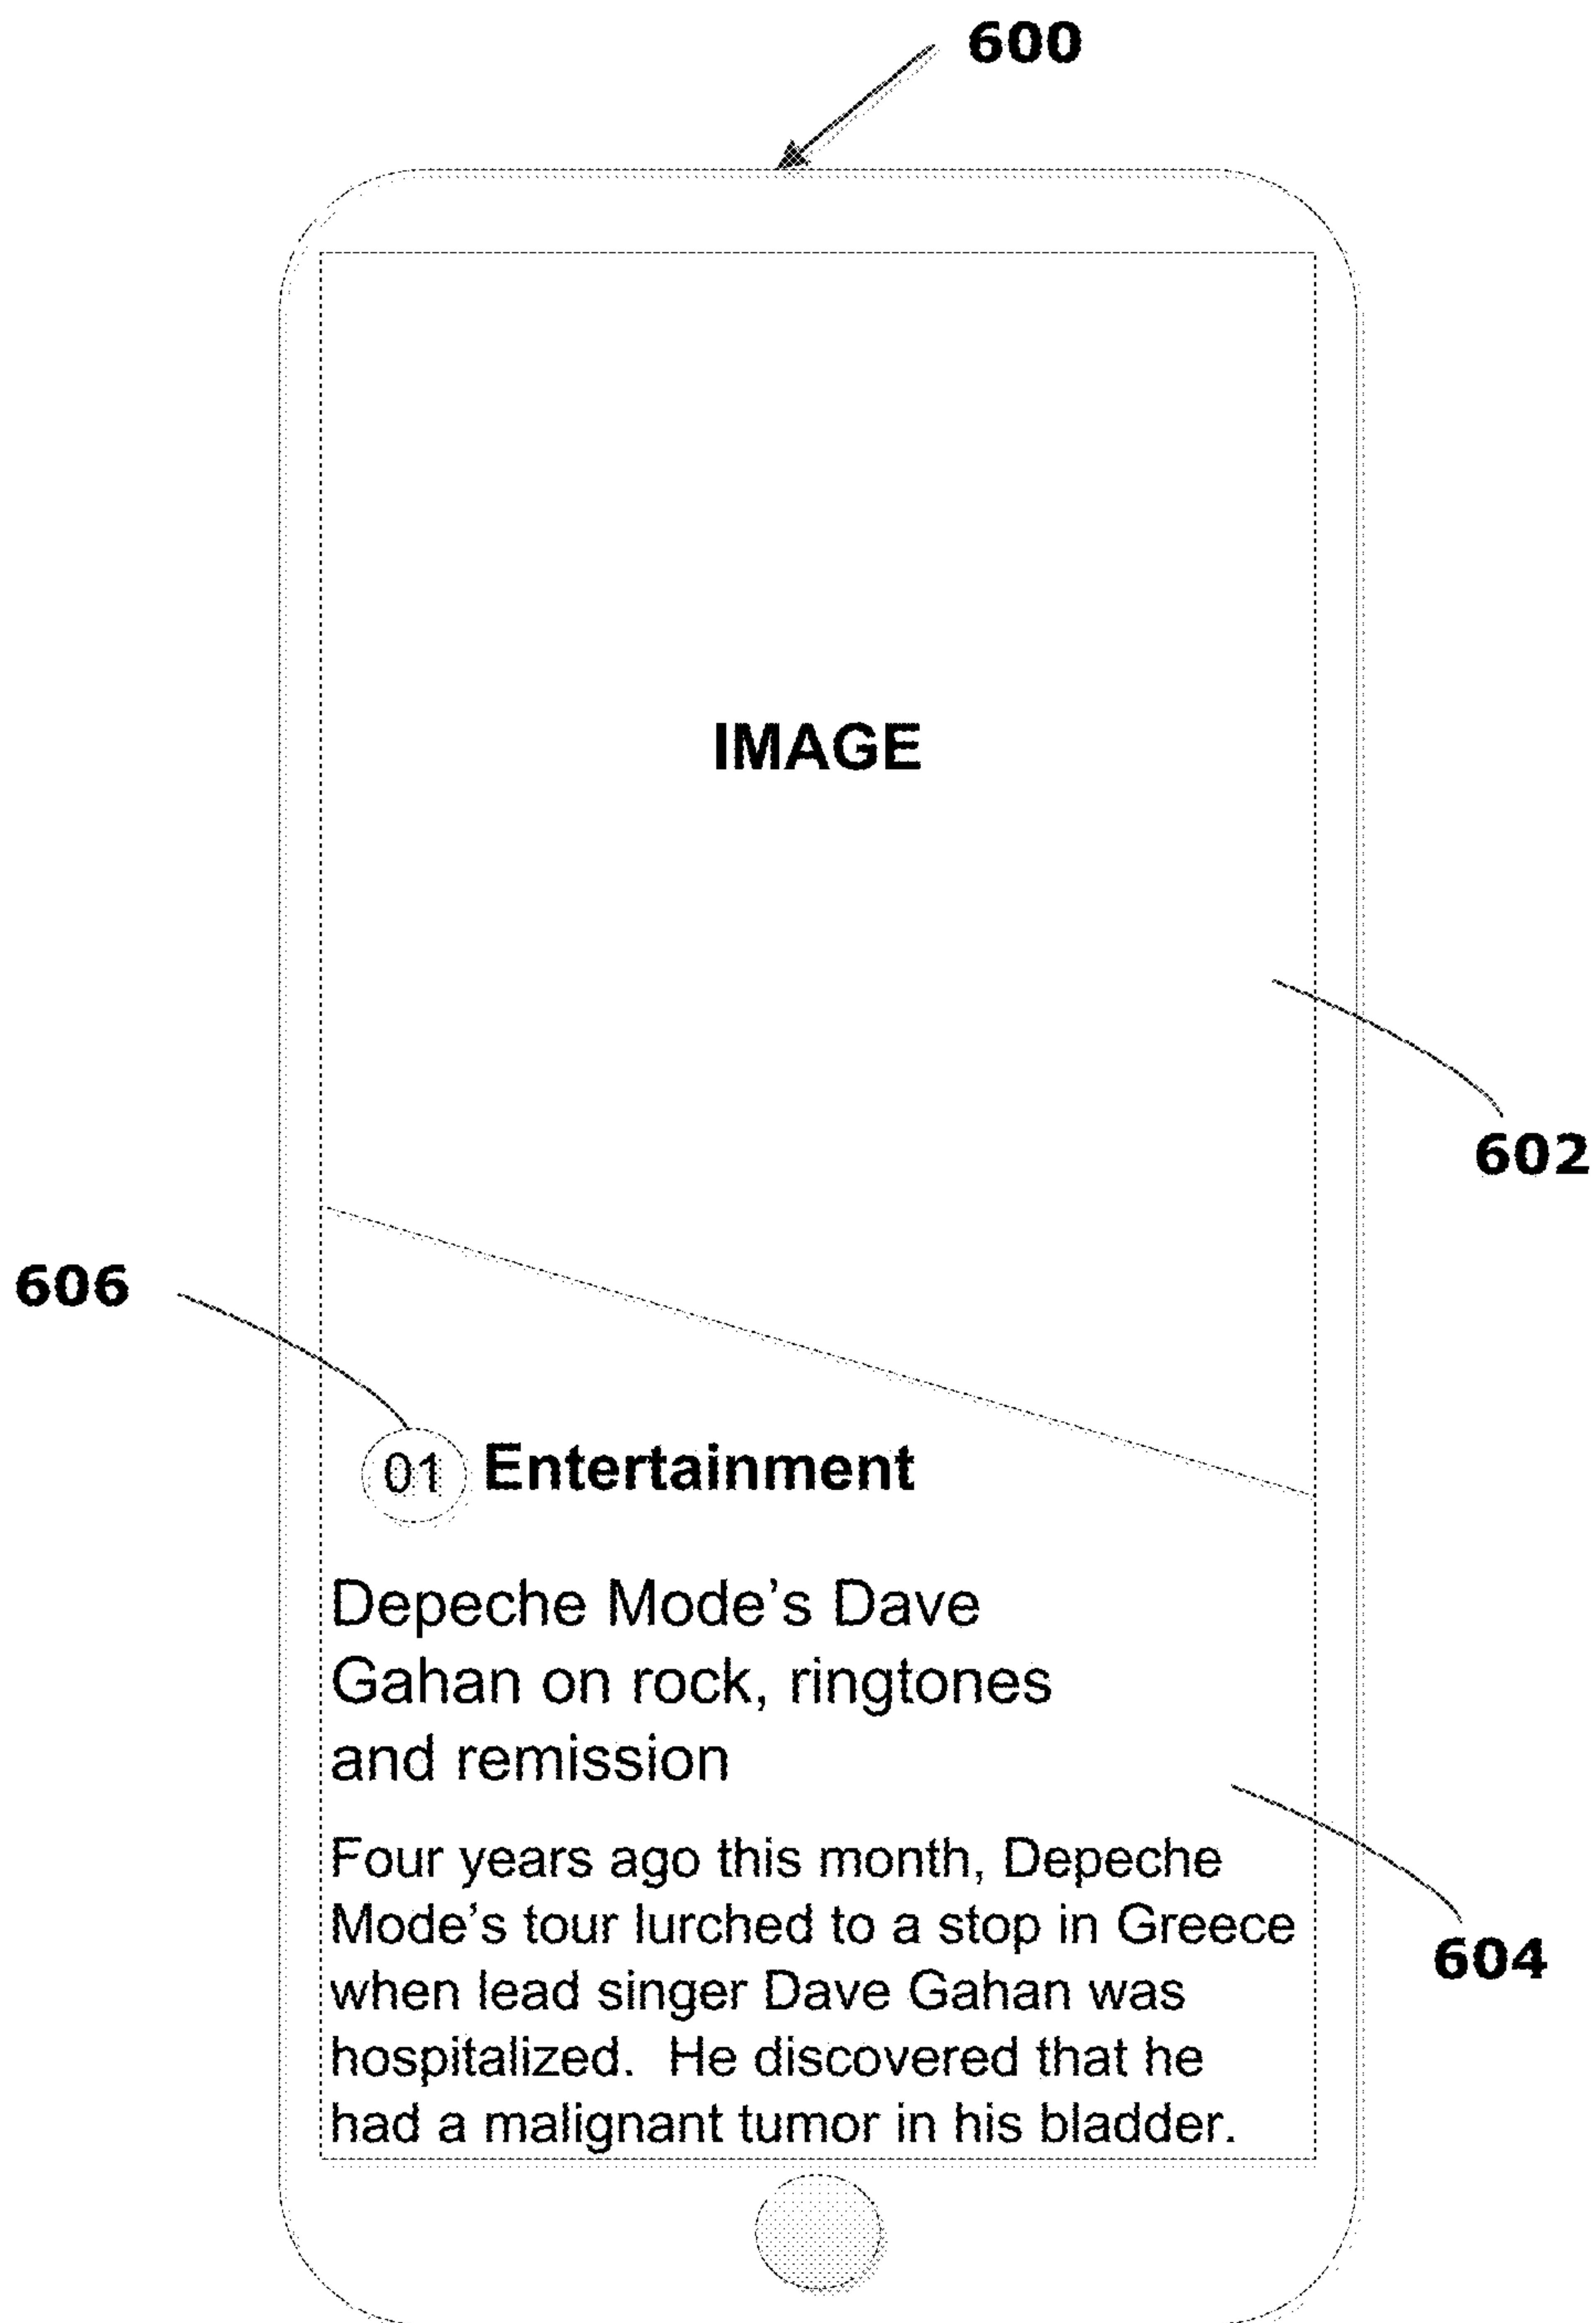 600
IMAGE
602
606
01 Entertainment
Depeche Mode’s Dave
Gahan on rock, ringtones
and remission
Four years ago this month, Depeche
Mode’s tour lurched to a stop in Greece
when lead singer Dave Gahan was
hospitalized.  He discovered that he
had a malignant tumor in his bladder.
604